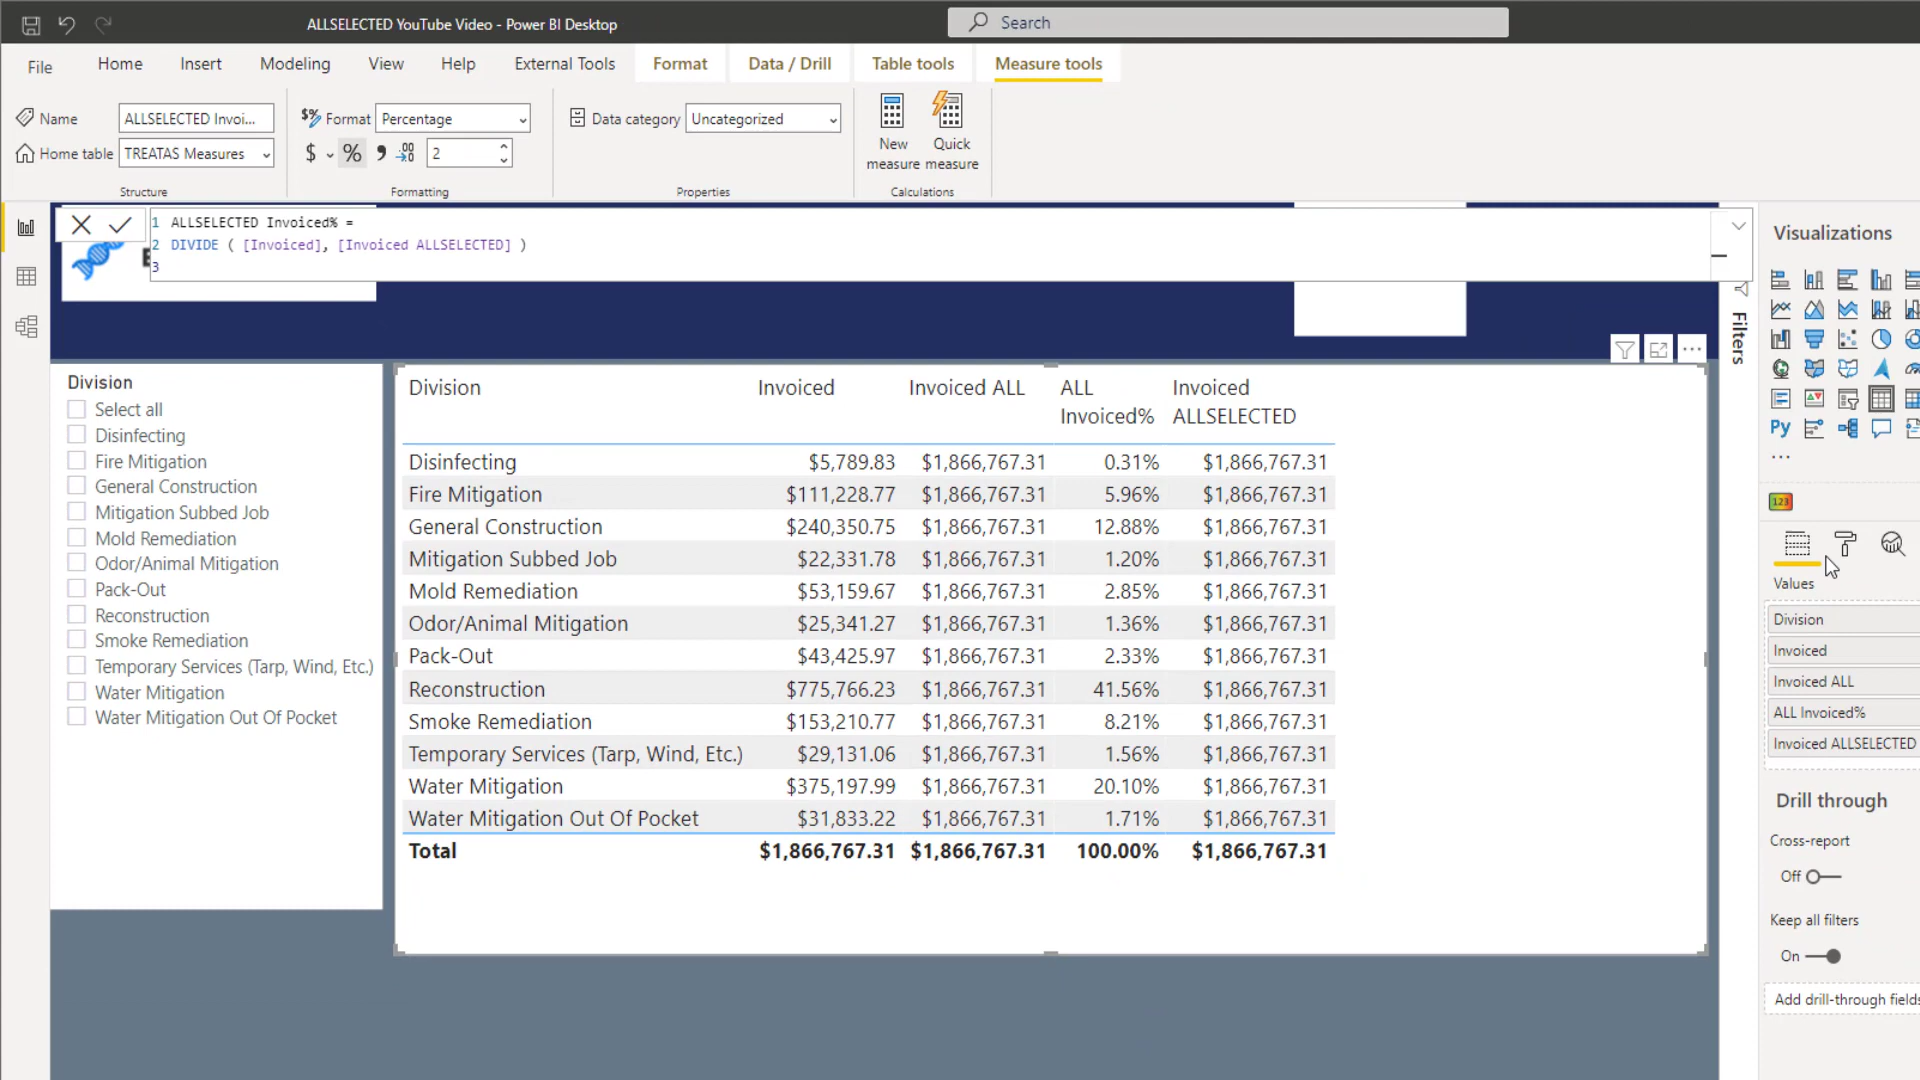 ALLSELECTED YouTube Video - Power BI Desktop
Search
File
Home
Insert
Modeling
View
Help
External Tools
Format
Data / Drill
Table tools
Measure tools
Name
ALLSELECTED Invoi...
Home table
TREATAS Measures
Structure
$% Format
Percentage
$ % 9 .00
2
Formatting
Data category
Uncategorized
Properties
New measure
Quick measure
Calculations
1 ALLSELECTED Invoiced% =
2 DIVIDE ( [Invoiced], [Invoiced ALLSELECTED] )
3
Filters
Division
Select all
Disinfecting
Fire Mitigation
General Construction
Mitigation Subbed Job
Mold Remediation
Odor/Animal Mitigation
Pack-Out
Reconstruction
Smoke Remediation
Temporary Services (Tarp, Wind, Etc.)
Water Mitigation
Water Mitigation Out Of Pocket
Division Invoiced Invoiced ALL ALL Invoiced% Invoiced ALLSELECTED
Disinfecting $5,789.83 $1,866,767.31 0.31% $1,866,767.31
Fire Mitigation $111,228.77 $1,866,767.31 5.96% $1,866,767.31
General Construction $240,350.75 $1,866,767.31 12.88% $1,866,767.31
Mitigation Subbed Job $22,331.78 $1,866,767.31 1.20% $1,866,767.31
Mold Remediation $53,159.67 $1,866,767.31 2.85% $1,866,767.31
Odor/Animal Mitigation $25,341.27 $1,866,767.31 1.36% $1,866,767.31
Pack-Out $43,425.97 $1,866,767.31 2.33% $1,866,767.31
Reconstruction $775,766.23 $1,866,767.31 41.56% $1,866,767.31
Smoke Remediation $153,210.77 $1,866,767.31 8.21% $1,866,767.31
Temporary Services (Tarp, Wind, Etc.) $29,131.06 $1,866,767.31 1.56% $1,866,767.31
Water Mitigation $375,197.99 $1,866,767.31 20.10% $1,866,767.31
Water Mitigation Out Of Pocket $31,833.22 $1,866,767.31 1.71% $1,866,767.31
Total $1,866,767.31 $1,866,767.31 100.00% $1,866,767.31
Visualizations
Py
123
Values
Division
Invoiced
Invoiced ALL
ALL Invoiced%
Invoiced ALLSELECTED
Drill through
Cross-report
Off
Keep all filters
On
Add drill-through fields